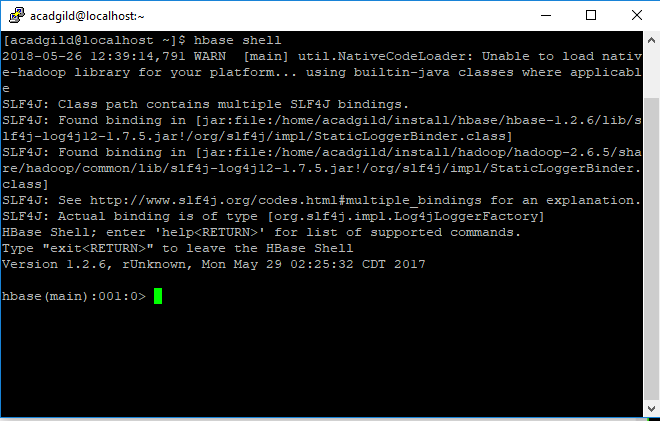 acadgild@localhost:~
[acadgild@localhost ~]$ hbase shell
2018-05-26 12:39:14,791 WARN  [main] util.NativeCodeLoader: Unable to load nativ
e-hadoop library for your platform... using builtin-java classes where applicabl
e
SLF4J: Class path contains multiple SLF4J bindings.
SLF4J: Found binding in [jar:file:/home/acadgild/install/hbase/hbase-1.2.6/lib/s
lf4j-log4j12-1.7.5.jar!/org/slf4j/impl/StaticLoggerBinder.class]
SLF4J: Found binding in [jar:file:/home/acadgild/install/hadoop/hadoop-2.6.5/sha
re/hadoop/common/lib/slf4j-log4j12-1.7.5.jar!/org/slf4j/impl/StaticLoggerBinder.
class]
SLF4J: See http://www.slf4j.org/codes.html#multiple_bindings for an explanation.
SLF4J: Actual binding is of type [org.slf4j.impl.Log4jLoggerFactory]
HBase Shell; enter 'help<RETURN>' for list of supported commands.
Type "exit<RETURN>" to leave the HBase Shell
Version 1.2.6, rUnknown, Mon May 29 02:25:32 CDT 2017
hbase(main):001:0>